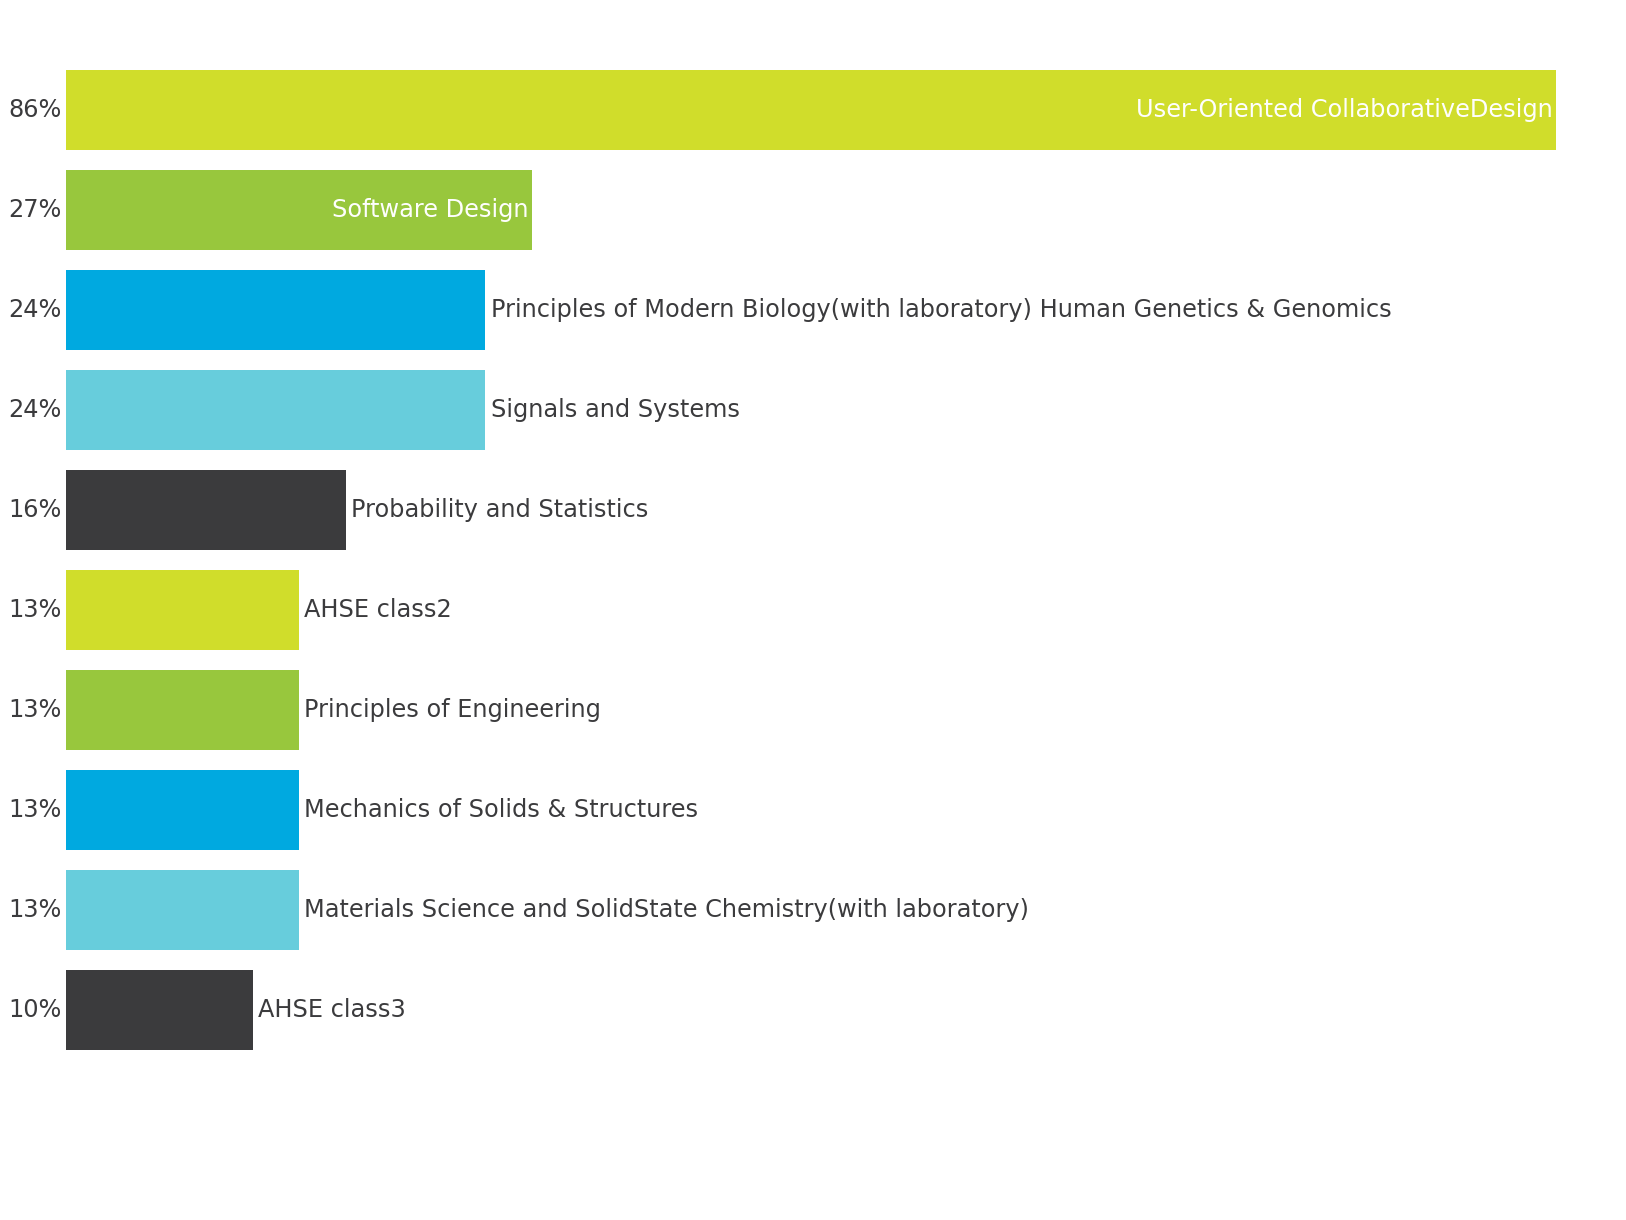 86% User-Oriented CollaborativeDesign
27% Software Design
24% Principles of Modern Biology(with laboratory) Human Genetics & Genomics
24% Signals and Systems
16% Probability and Statistics
13% AHSE class2
13% Principles of Engineering
13% Mechanics of Solids & Structures
13% Materials Science and SolidState Chemistry(with laboratory)
10% AHSE class3